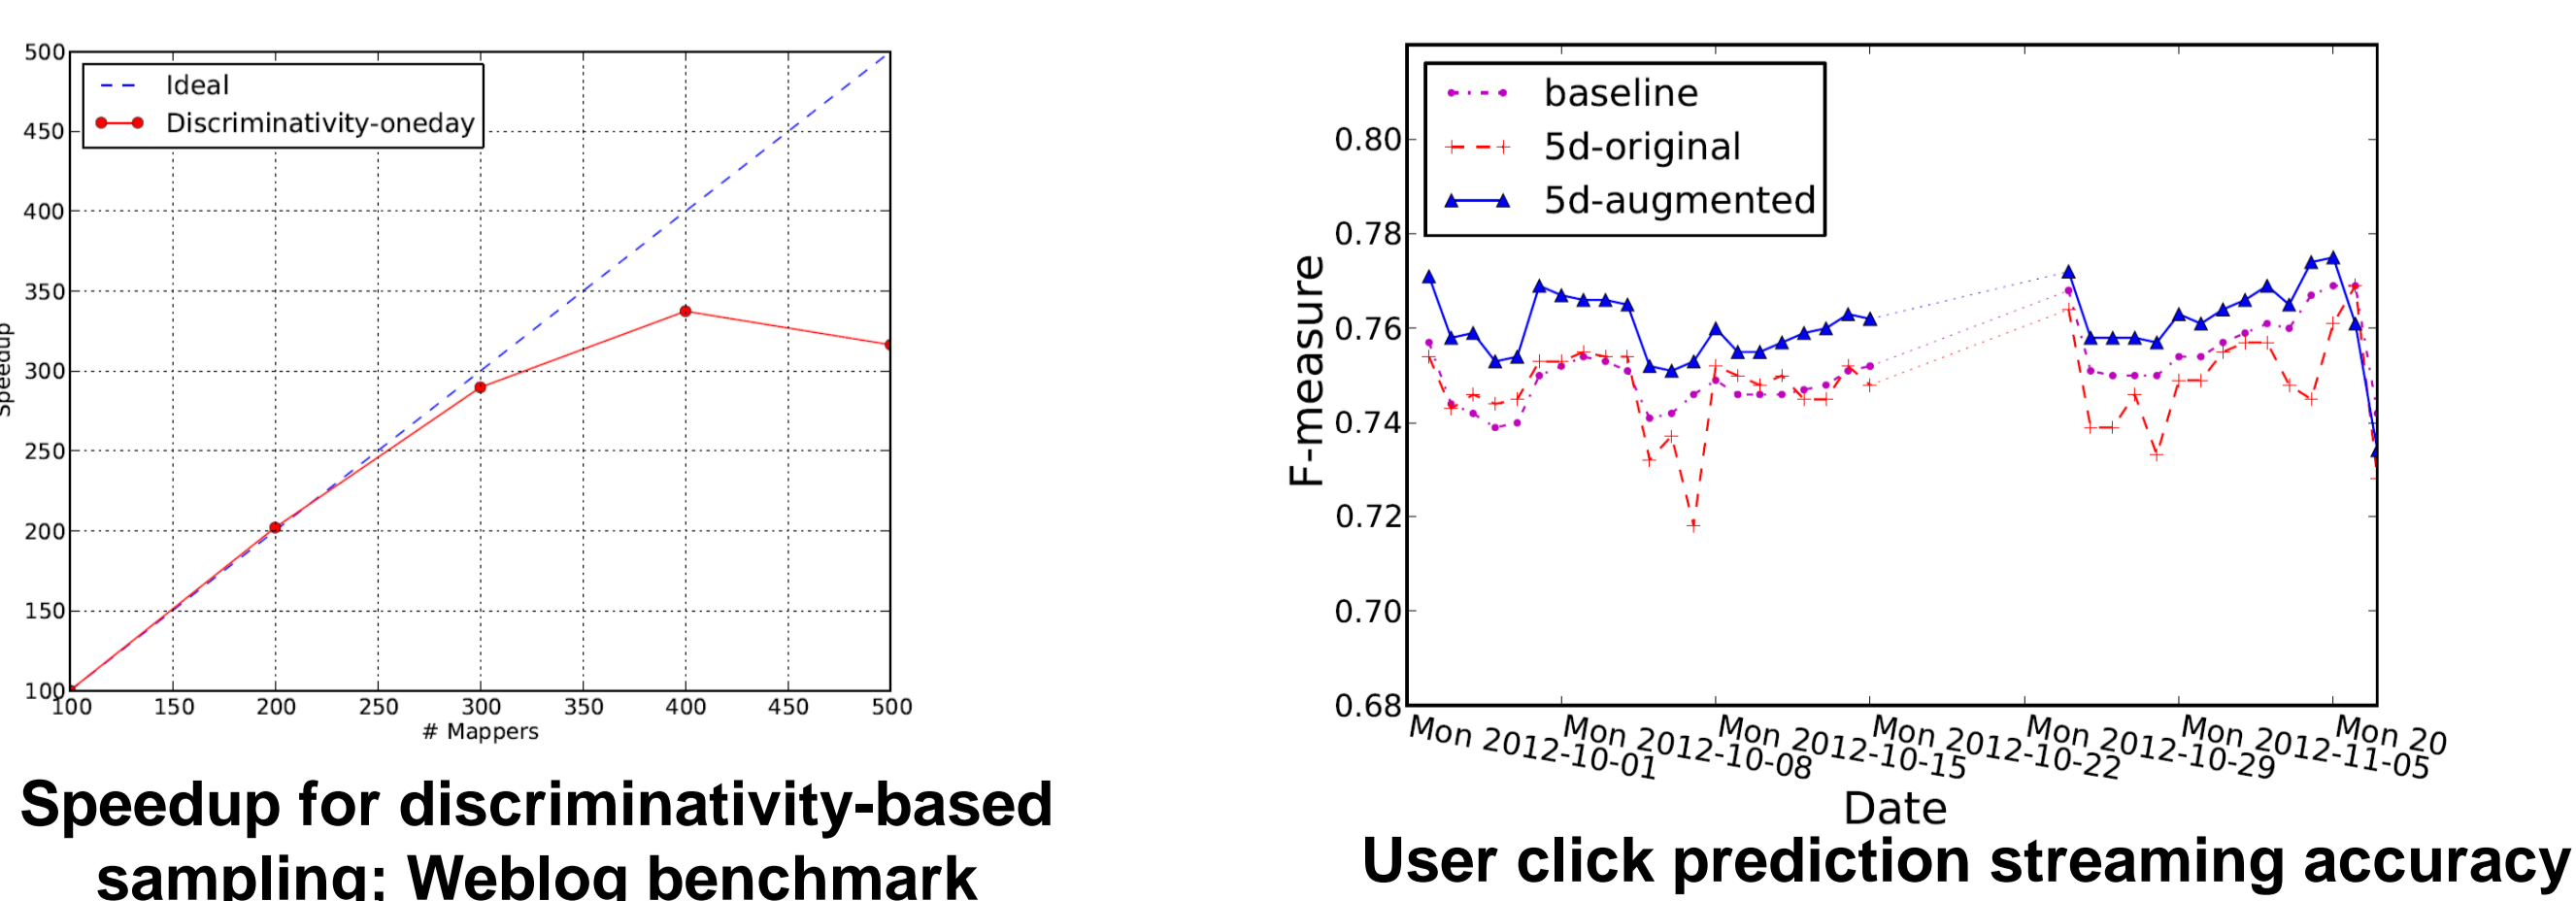 500
450
400
350
300
250
200
150
100
Speedup
Ideal
Discriminativity-oneday
100 150 200 250 300 350 400 450 500
# Mappers
Speedup for discriminativity-based
sampling; Weblog benchmark
0.80
0.78
0.76
0.74
0.72
0.70
0.68
F-measure
baseline
5d-original
5d-augmented
Mon 2012-10-01
Mon 2012-10-08
Mon 2012-10-15
Mon 2012-10-22
Mon 2012-10-29
Mon 2012-11-05
Mon 20
Date
User click prediction streaming accuracy